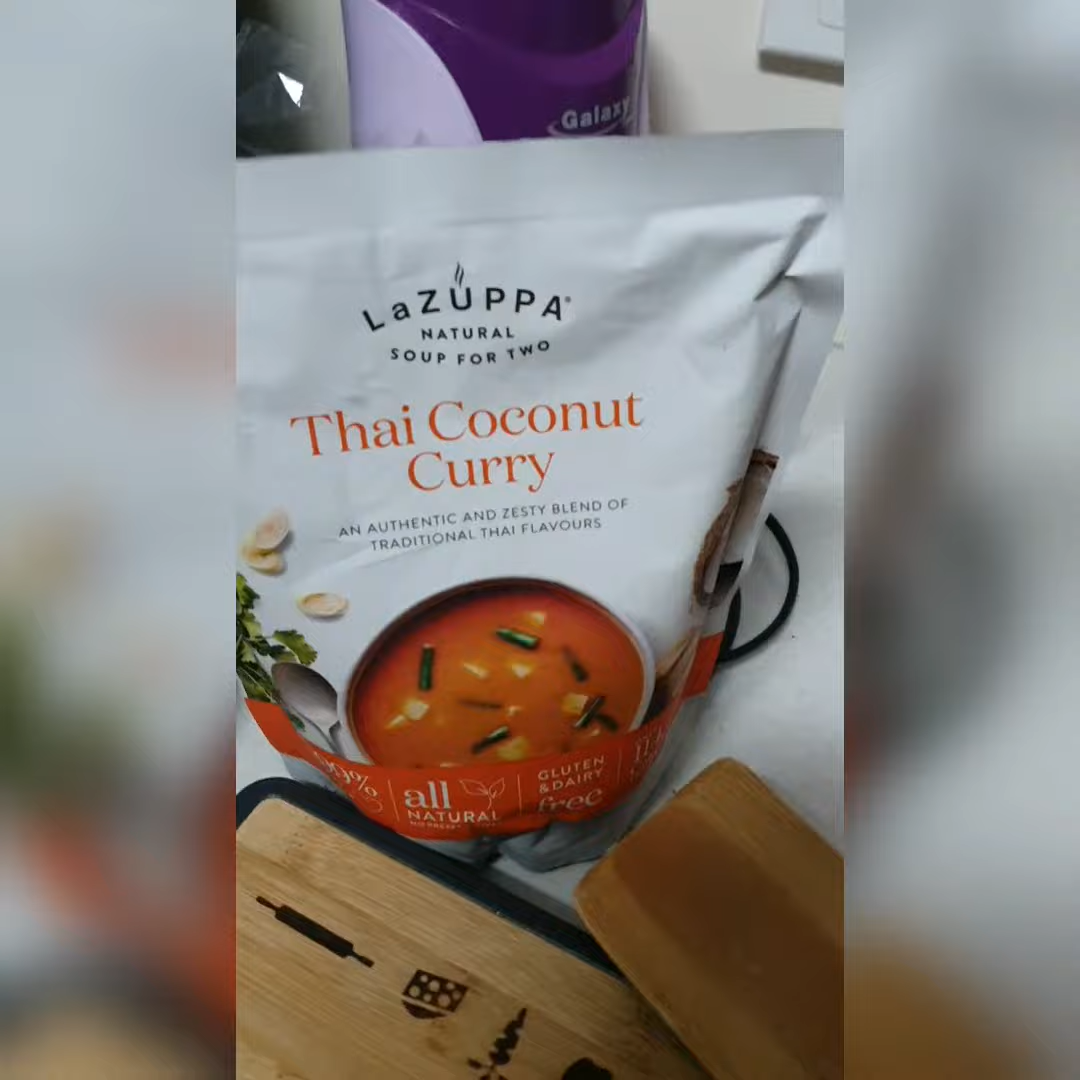 Galaxy
LaZUPPA
NATURAL
SOUP FOR TWO
Thai Coconut
Curry
AN AUTHENTIC AND ZESTY BLEND OF
TRADITIONAL THAI FLAVOURS
99%
all
NATURAL
GLUTEN
& DAIRY
free